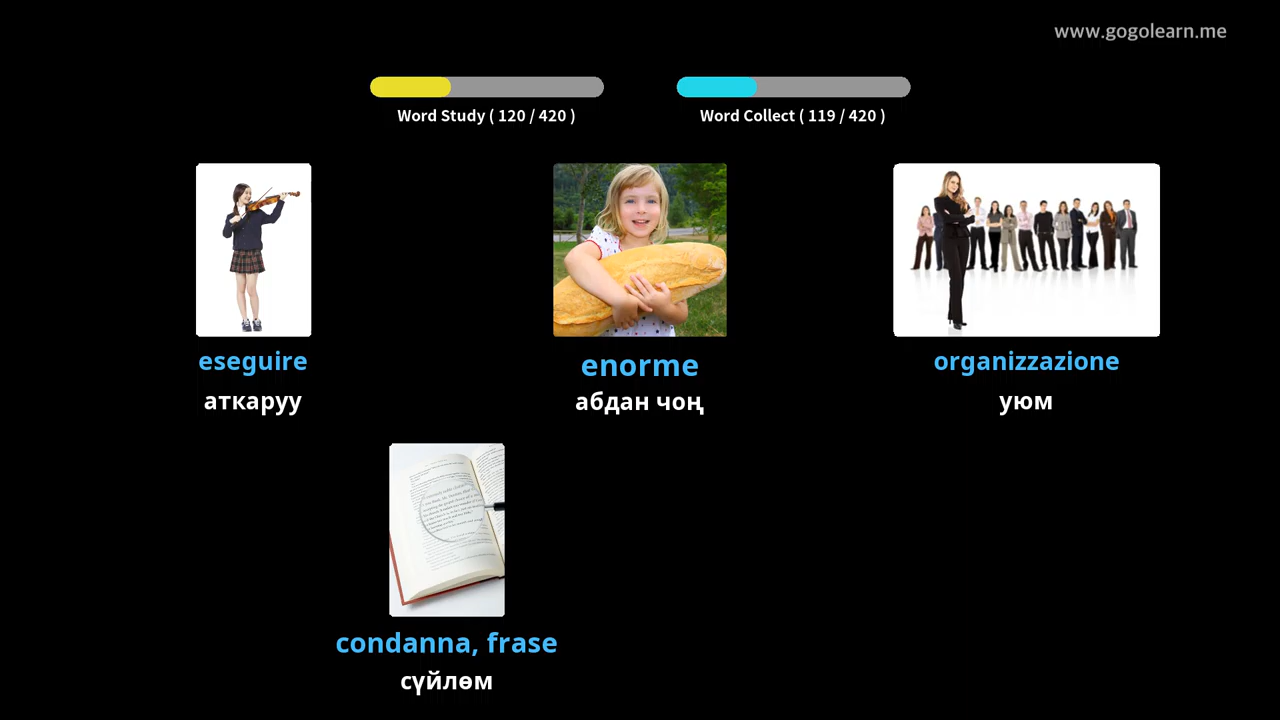 www.gogolearn.me
Word Study ( 120 / 420 )
Word Collect ( 119 / 420 )
eseguire
аткаруу
enorme
абдан чоң
organizzazione
уюм
condanna, frase
сүйлөм